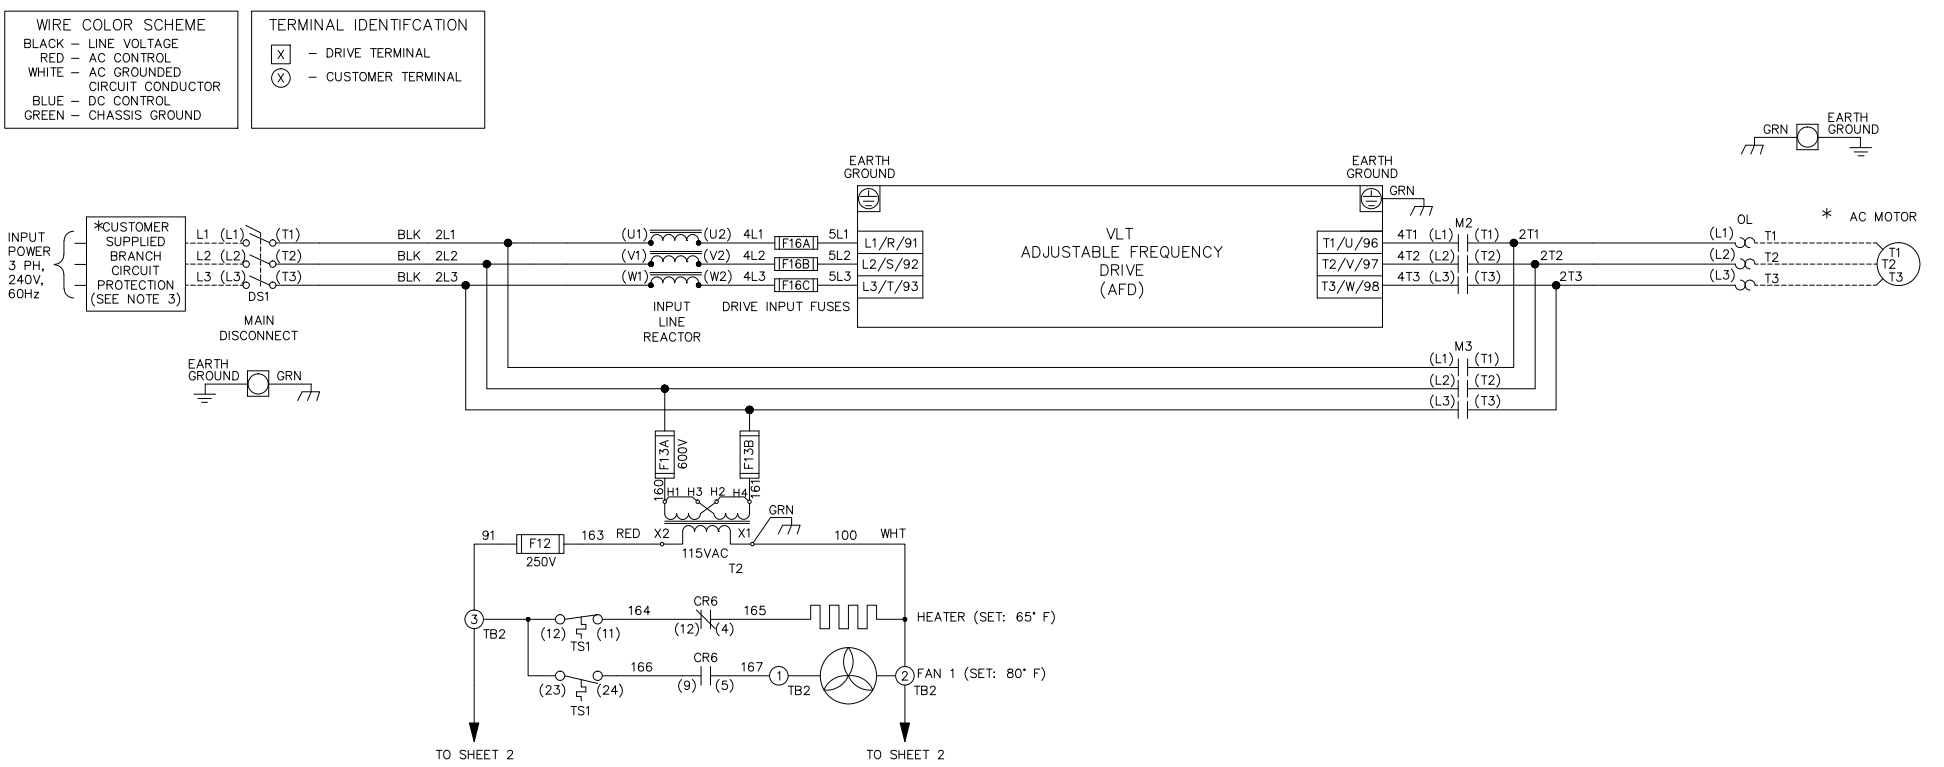 WIRE COLOR SCHEME
BLACK – LINE VOLTAGE
RED – AC CONTROL
WHITE – AC GROUNDED
CIRCUIT CONDUCTOR
BLUE – DC CONTROL
GREEN – CHASSIS GROUND
TERMINAL IDENTIFCATION
X – DRIVE TERMINAL
X – CUSTOMER TERMINAL
INPUT
POWER
3 PH,
240V,
60Hz
*CUSTOMER
SUPPLIED
BRANCH
CIRCUIT
PROTECTION
(SEE NOTE 3)
L1 (L1) (T1)
L2 (L2) (T2)
L3 (L3) (T3)
DS1
MAIN
DISCONNECT
EARTH
GROUND
GRN
BLK 2L1
BLK 2L2
BLK 2L3
(U1) (U2) 4L1 F16A 5L1
(V1) (V2) 4L2 F16B 5L2
(W1) (W2) 4L3 F16C 5L3
INPUT
LINE
REACTOR
DRIVE INPUT FUSES
EARTH
GROUND
L1/R/91
L2/S/92
L3/T/93
VLT
ADJUSTABLE FREQUENCY
DRIVE
(AFD)
EARTH
GROUND
GRN
T1/U/96
T2/V/97
T3/W/98
M2
4T1 (L1) (T1) 2T1
4T2 (L2) (T2) 2T2
4T3 (L3) (T3) 2T3
M3
(L1) (T1)
(L2) (T2)
(L3) (T3)
OL
(L1) T1
(L2) T2
(L3) T3
* AC MOTOR
T1
T2
T3
GRN
EARTH
GROUND
F13A
600V
F13B
160
161
H1 H3 H2 H4
GRN
91 F12 163 RED X2 X1 100 WHT
250V
115VAC
T2
3
TB2
(12) (11)
TS1
164
CR6
(12) (4)
165
HEATER (SET: 65° F)
(23) (24)
TS1
166
CR6
(9) (5)
167
1
TB2
2
TB2
FAN 1 (SET: 80° F)
TO SHEET 2
TO SHEET 2